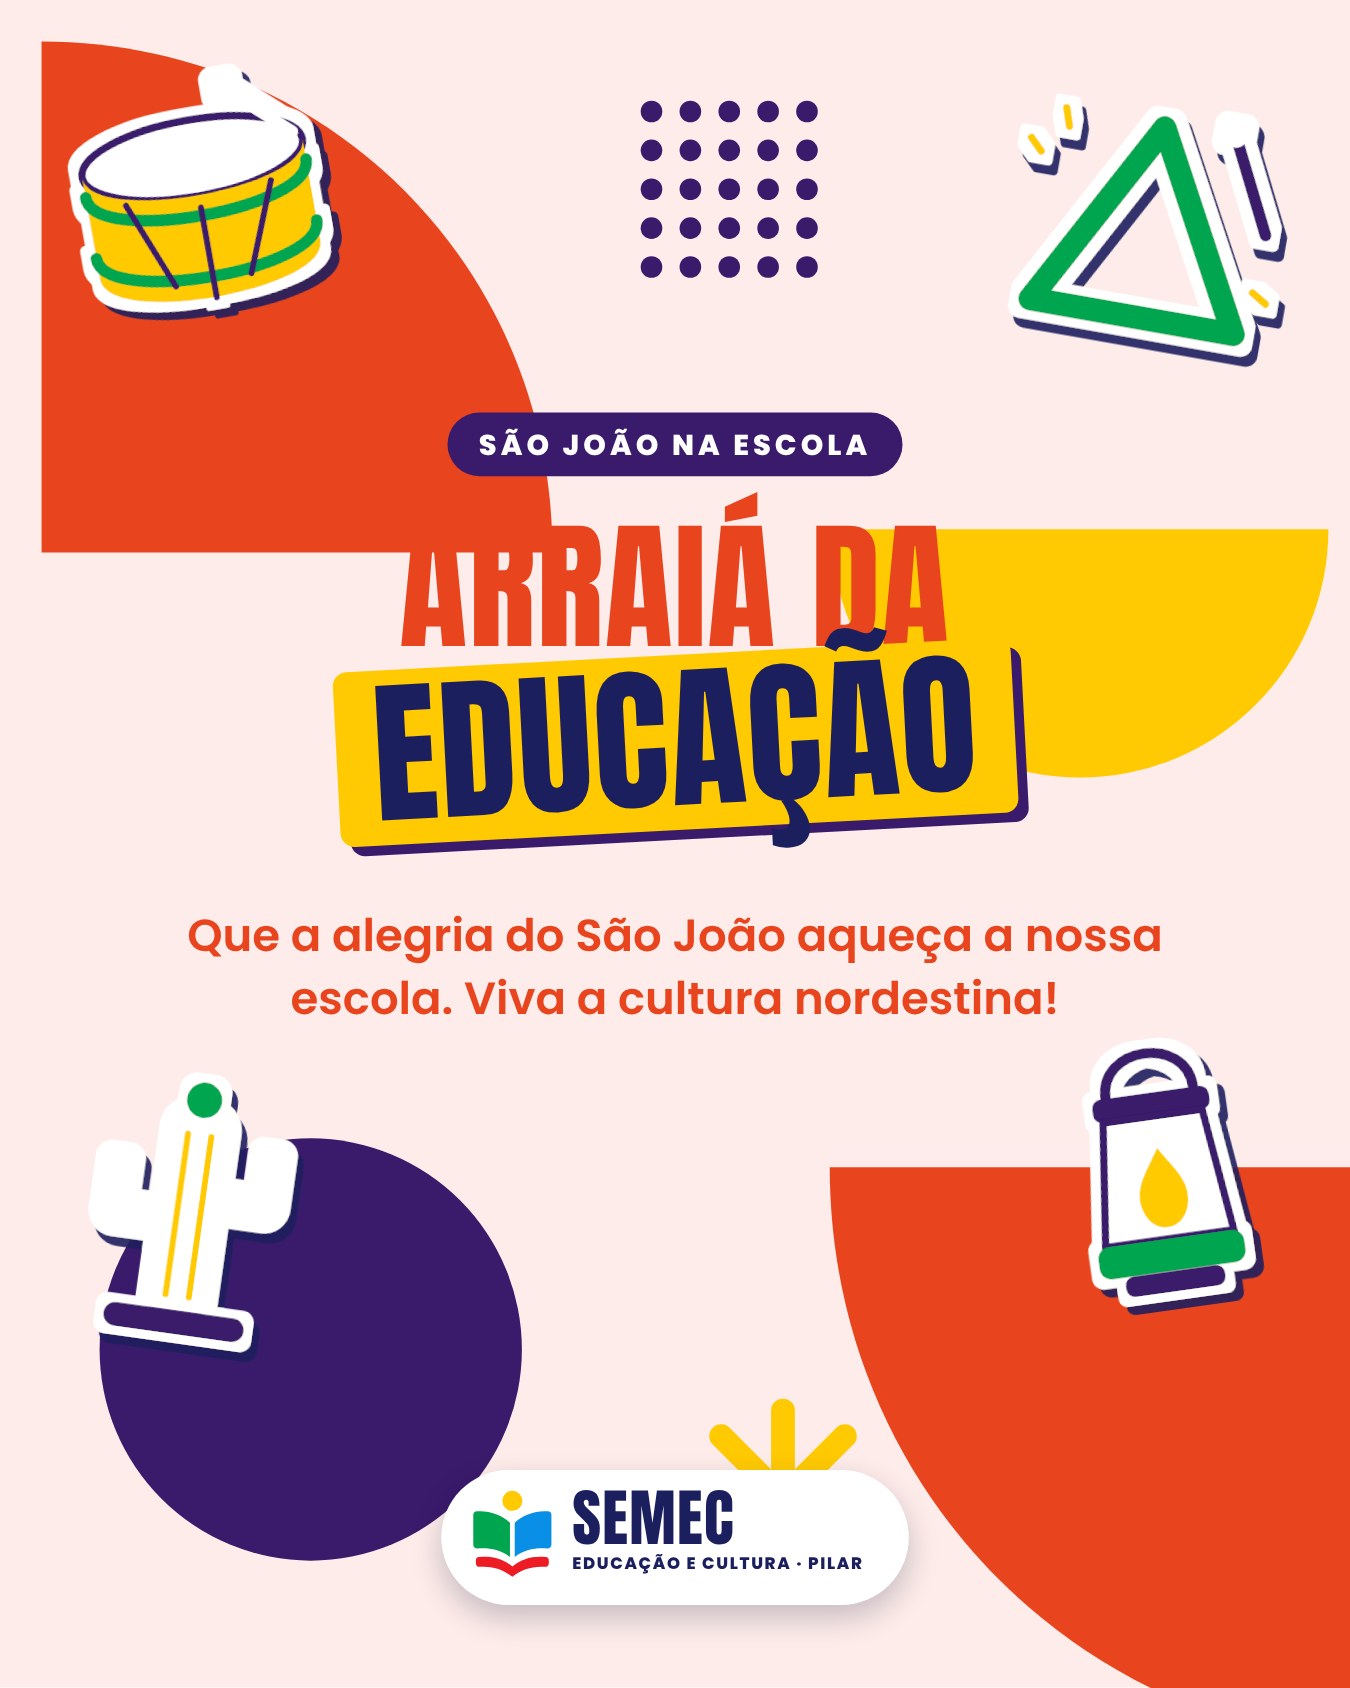 SÃO JOÃO NA ESCOLA
ARRAIÁ DA
EDUCAÇÃO
Que a alegria do São João aqueça a nossa
escola. Viva a cultura nordestina!
SEMEC
EDUCAÇÃO E CULTURA · PILAR